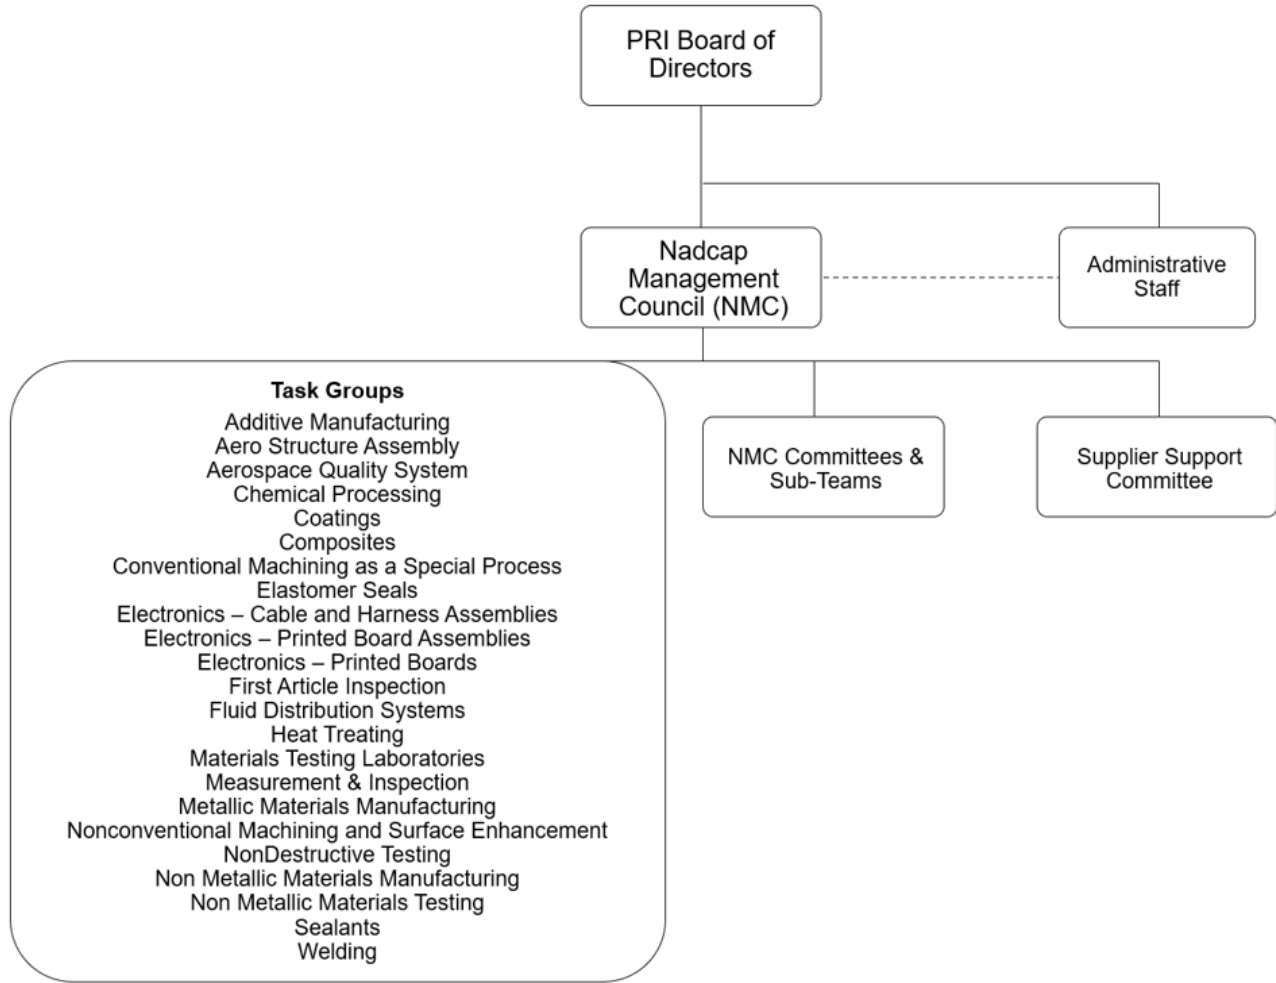 PRI Board of
Directors
Nadcap
Management
Council (NMC)
Administrative
Staff
Task Groups
Additive Manufacturing
Aero Structure Assembly
Aerospace Quality System
Chemical Processing
Coatings
Composites
Conventional Machining as a Special Process
Elastomer Seals
Electronics – Cable and Harness Assemblies
Electronics – Printed Board Assemblies
Electronics – Printed Boards
First Article Inspection
Fluid Distribution Systems
Heat Treating
Materials Testing Laboratories
Measurement & Inspection
Metallic Materials Manufacturing
Nonconventional Machining and Surface Enhancement
NonDestructive Testing
Non Metallic Materials Manufacturing
Non Metallic Materials Testing
Sealants
Welding
NMC Committees &
Sub-Teams
Supplier Support
Committee